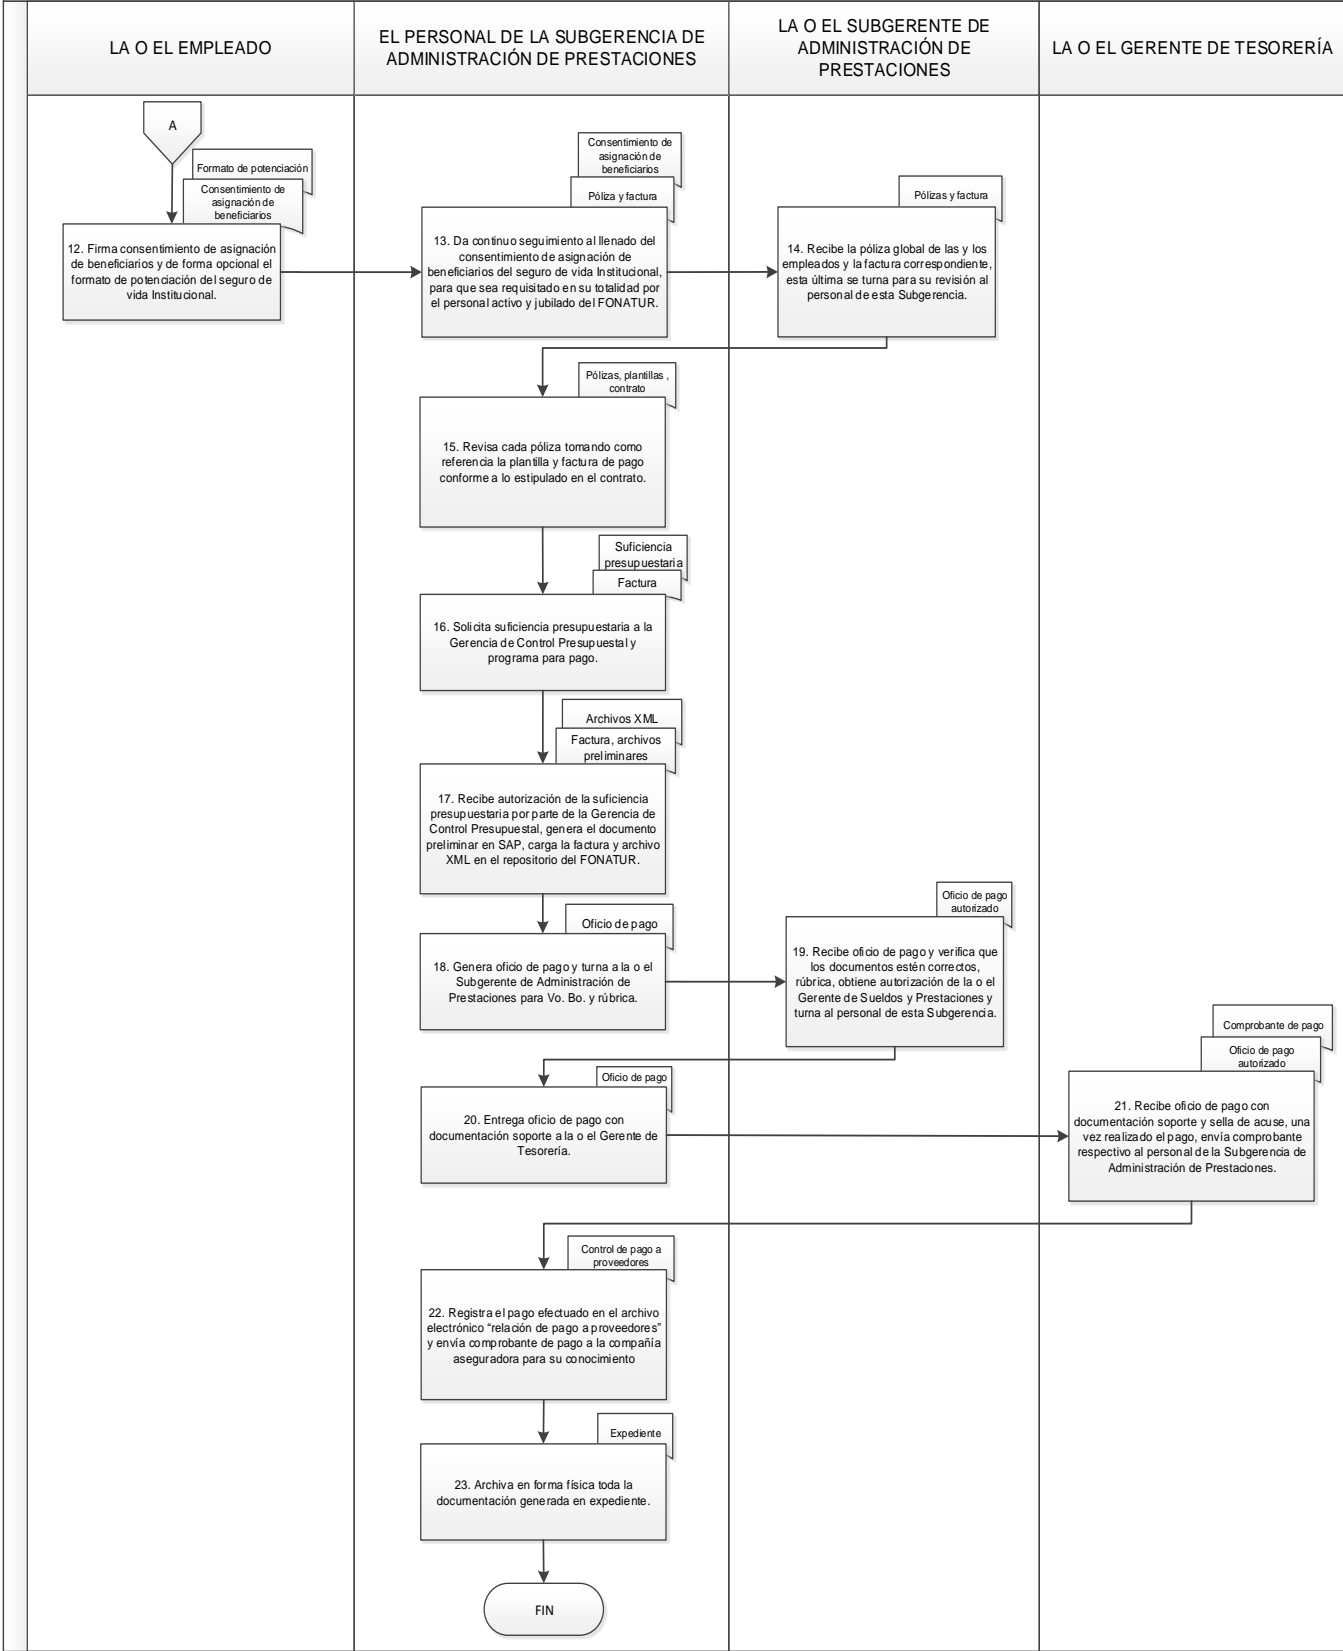 LA O EL EMPLEADO
EL PERSONAL DE LA SUBGERENCIA DE
ADMINISTRACIÓN DE PRESTACIONES
LA O EL SUBGERENTE DE
ADMINISTRACIÓN DE
PRESTACIONES
LA O EL GERENTE DE TESORERÍA
A
Formato de potenciación
Consentimiento de
asignación de
beneficiarios
12. Firma consentimiento de asignación
de beneficiarios y de forma opcional el
formato de potenciación del seguro de
vida Institucional.
Consentimiento de
asignación de
beneficiarios
Póliza y factura
13. Da continuo seguimiento al llenado del
consentimiento de asignación de
beneficiarios del seguro de vida Institucional,
para que sea requisitado en su totalidad por
el personal activo y jubilado del FONATUR.
Pólizas y factura
14. Recibe la póliza global de las y los
empleados y la factura correspondiente,
esta última se turna para su revisión al
personal de esta Subgerencia.
Pólizas, plantillas ,
contrato
15. Revisa cada póliza tomando como
referencia la plantilla y factura de pago
conforme a lo estipulado en el contrato.
Suficiencia
presupuestaria
Factura
16. Solicita suficiencia presupuestaria a la
Gerencia de Control Presupuestal y
programa para pago.
Archivos XML
Factura, archivos
preliminares
17. Recibe autorización de la suficiencia
presupuestaria por parte de la Gerencia de
Control Presupuestal, genera el documento
preliminar en SAP, carga la factura y archivo
XML en el repositorio del FONATUR.
Oficio de pago
18. Genera oficio de pago y turna a la o el
Subgerente de Administración de
Prestaciones para Vo. Bo. y rúbrica.
Oficio de pago
autorizado
19. Recibe oficio de pago y verifica que
los documentos estén correctos,
rúbrica, obtiene autorización de la o el
Gerente de Sueldos y Prestaciones y
turna al personal de esta Subgerencia.
Oficio de pago
20. Entrega oficio de pago con
documentación soporte a la o el Gerente de
Tesorería.
Comprobante de pago
Oficio de pago
autorizado
21. Recibe oficio de pago con
documentación soporte y sella de acuse, una
vez realizado el pago, envía comprobante
respectivo al personal de la Subgerencia de
Administración de Prestaciones.
Control de pago a
proveedores
22. Registra el pago efectuado en el archivo
electrónico “relación de pago a proveedores”
y envía comprobante de pago a la compañía
aseguradora para su conocimiento
Expediente
23. Archiva en forma física toda la
documentación generada en expediente.
FIN